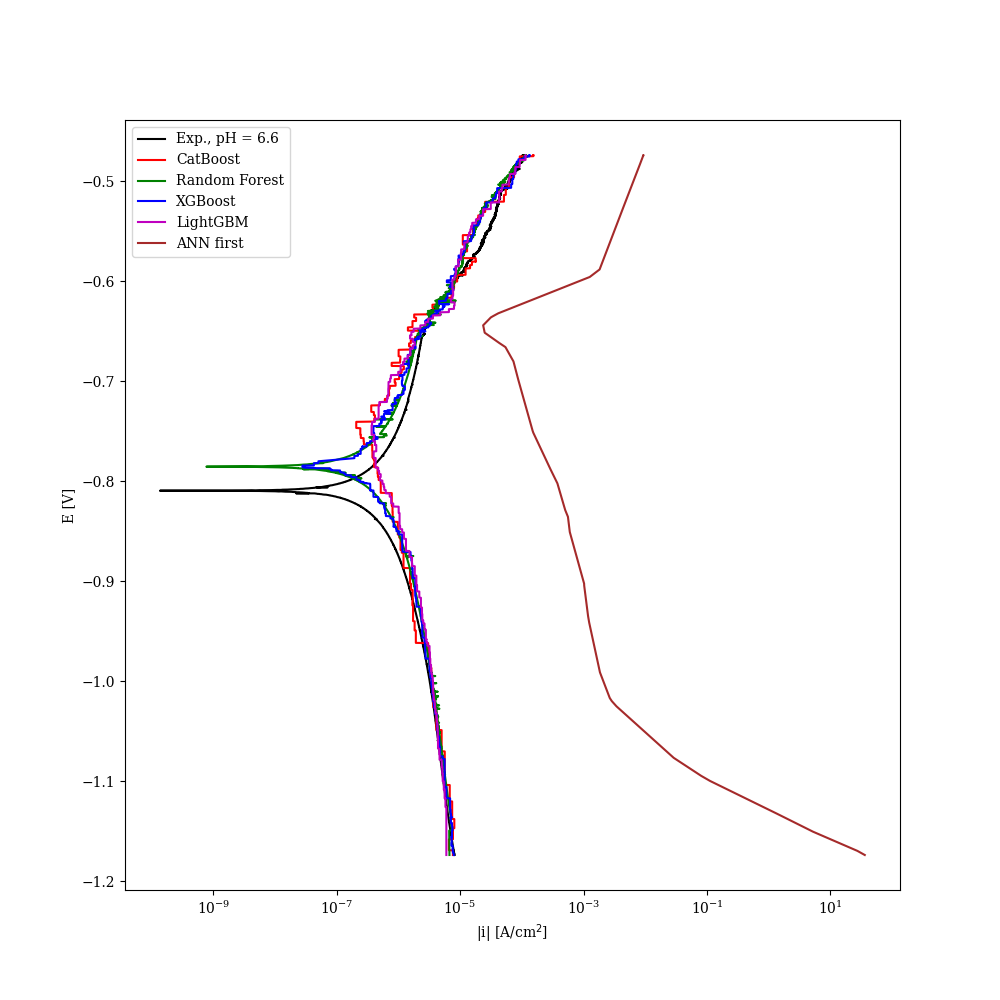 Exp., pH = 6.6
CatBoost
Random Forest
XGBoost
LightGBM
ANN first
−0.5
−0.6
−0.7
−0.8
−0.9
−1.0
−1.1
−1.2
E [V]
10⁻⁹ 10⁻⁷ 10⁻⁵ 10⁻³ 10⁻¹ 10¹
|i| [A/cm²]